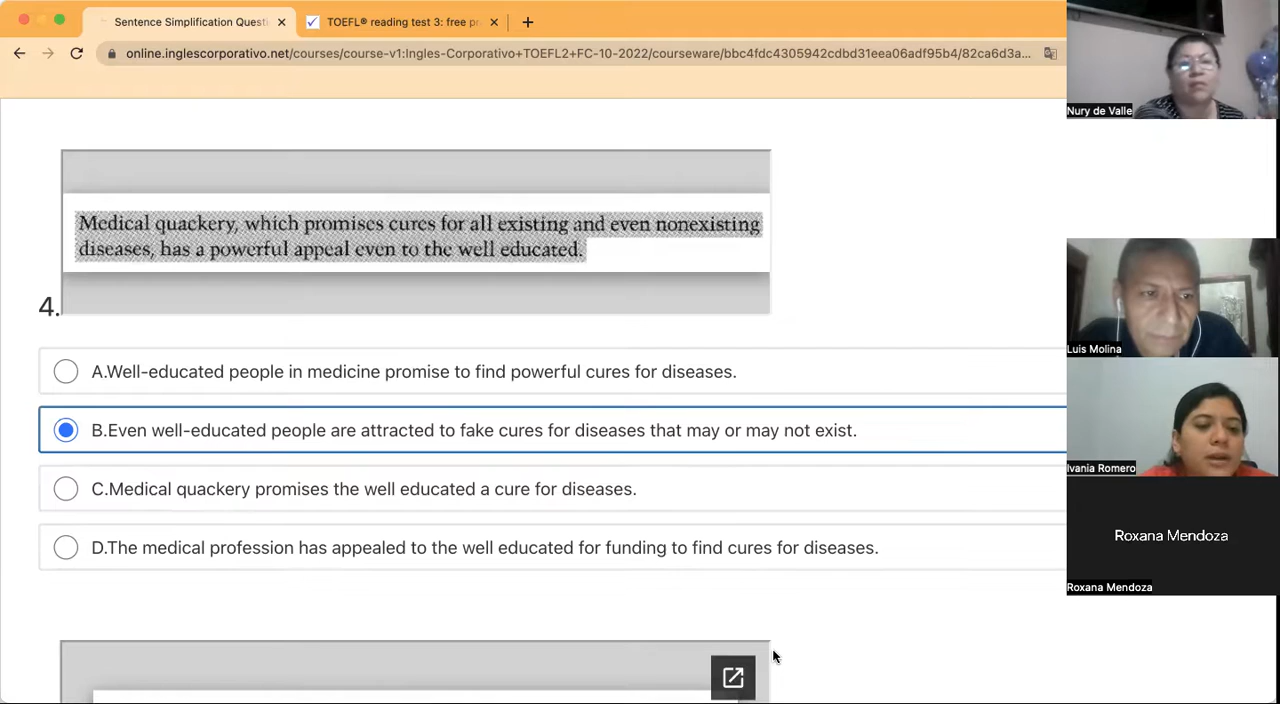 Sentence Simplification Questi
TOEFL® reading test 3: free pr
online.inglescorporativo.net/courses/course-v1:Ingles-Corporativo+TOEFL2+FC-10-2022/courseware/bbc4fdc4305942cdbd31eea06adf95b4/82ca6d3a...
Nury de Valle
Medical quackery, which promises cures for all existing and even nonexisting
diseases, has a powerful appeal even to the well educated.
4.
Luis Molina
A.Well-educated people in medicine promise to find powerful cures for diseases.
B.Even well-educated people are attracted to fake cures for diseases that may or may not exist.
Ivania Romero
C.Medical quackery promises the well educated a cure for diseases.
Roxana Mendoza
D.The medical profession has appealed to the well educated for funding to find cures for diseases.
Roxana Mendoza